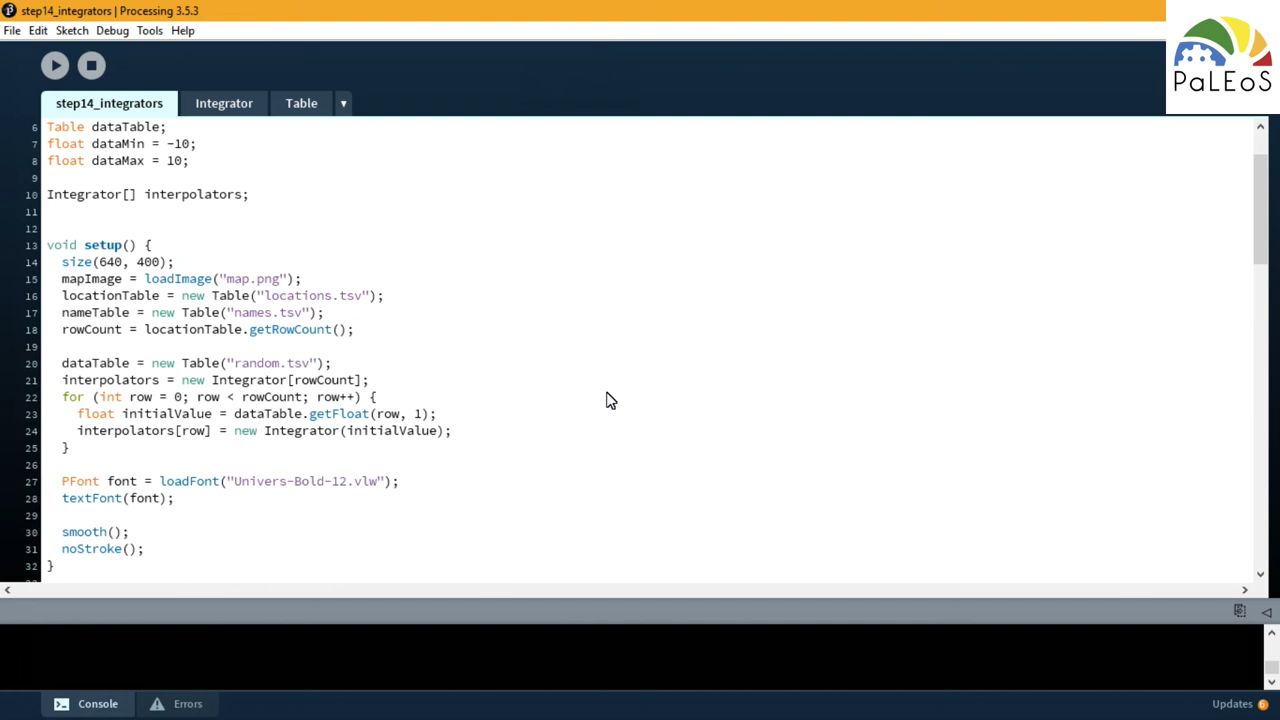 step14_integrators | Processing 3.5.3
File Edit Sketch Debug Tools Help
PaLEoS
step14_integrators Integrator Table ▼
6 Table dataTable;
7 float dataMin = -10;
8 float dataMax = 10;
9
10 Integrator[] interpolators;
11
12
13 void setup() {
14 size(640, 400);
15 mapImage = loadImage("map.png");
16 locationTable = new Table("locations.tsv");
17 nameTable = new Table("names.tsv");
18 rowCount = locationTable.getRowCount();
19
20 dataTable = new Table("random.tsv");
21 interpolators = new Integrator[rowCount];
22 for (int row = 0; row < rowCount; row++) {
23 float initialValue = dataTable.getFloat(row, 1);
24 interpolators[row] = new Integrator(initialValue);
25 }
26
27 PFont font = loadFont("Univers-Bold-12.vlw");
28 textFont(font);
29
30 smooth();
31 noStroke();
32 }
Console Errors Updates 6